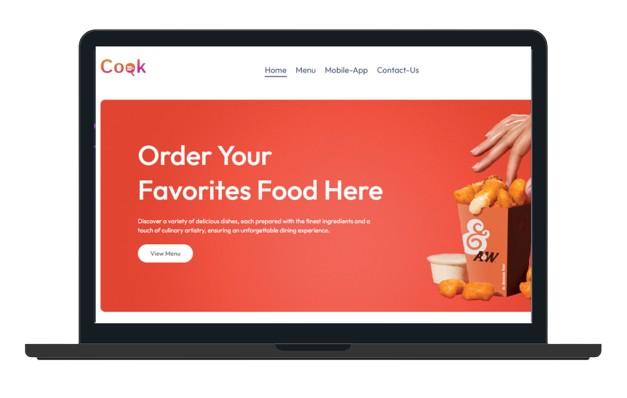 Cook
Home Menu Mobile-App Contact-Us
Order Your
Favorites Food Here
Discover a variety of delicious dishes, each prepared with the finest ingredients and a
touch of culinary artistry, ensuring an unforgettable dining experience.
View Menu
&
A&W